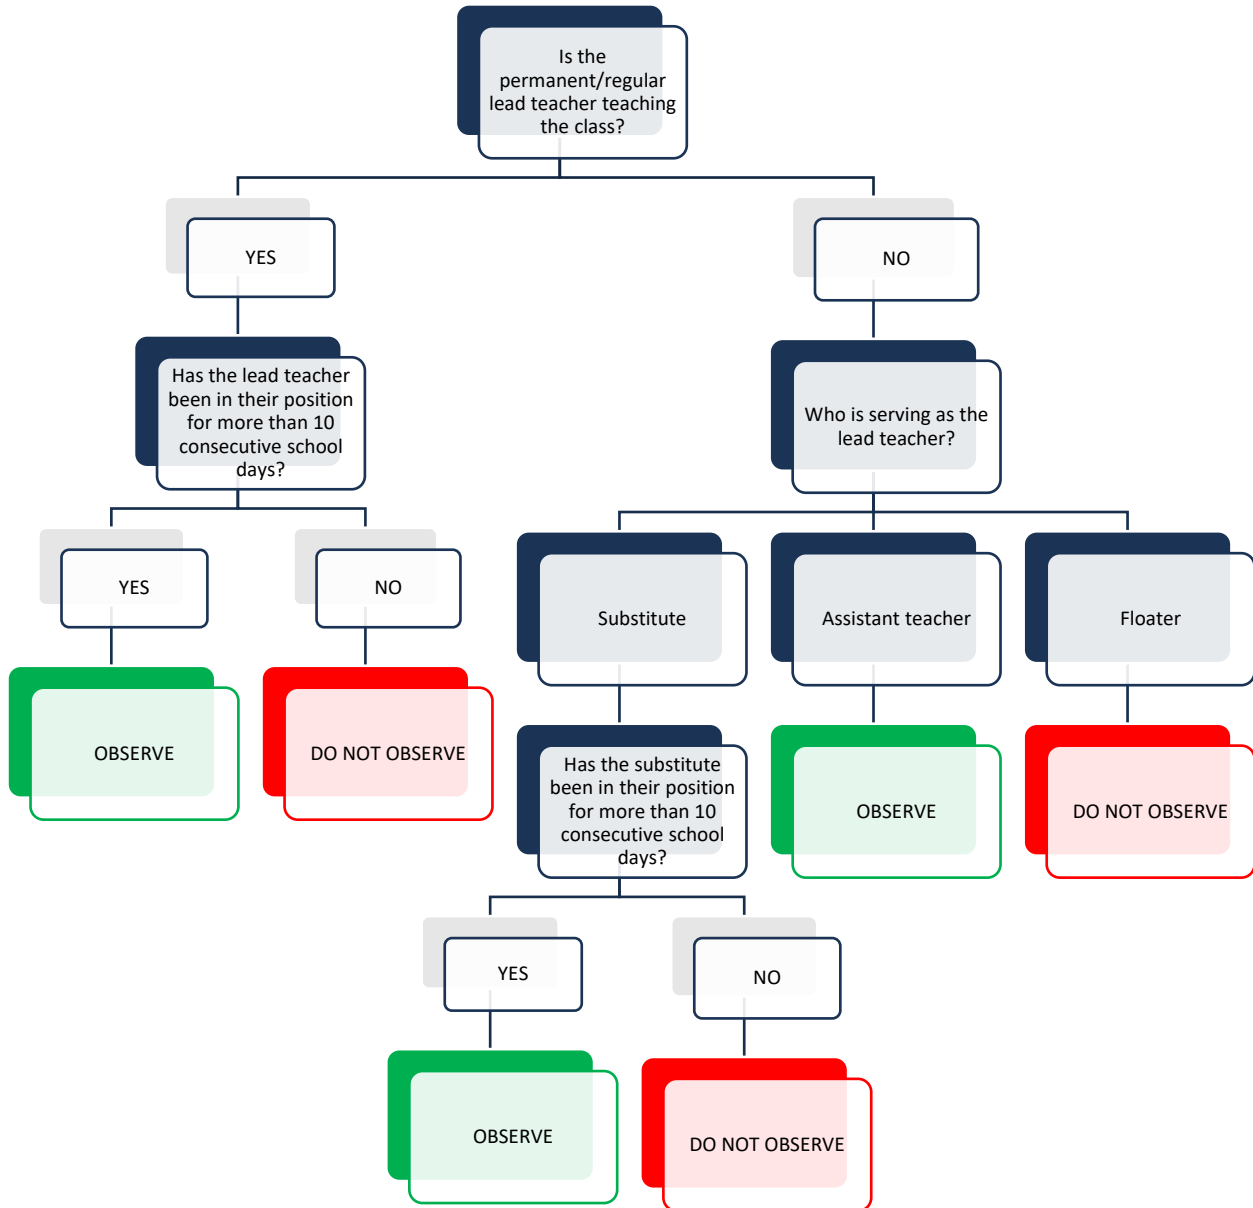 Is the
permanent/regular
lead teacher teaching
the class?
YES
NO
Has the lead teacher
been in their position
for more than 10
consecutive school
days?
Who is serving as the
lead teacher?
YES
NO
Substitute
Assistant teacher
Floater
OBSERVE
DO NOT OBSERVE
Has the substitute
been in their position
for more than 10
consecutive school
days?
OBSERVE
DO NOT OBSERVE
YES
NO
OBSERVE
DO NOT OBSERVE